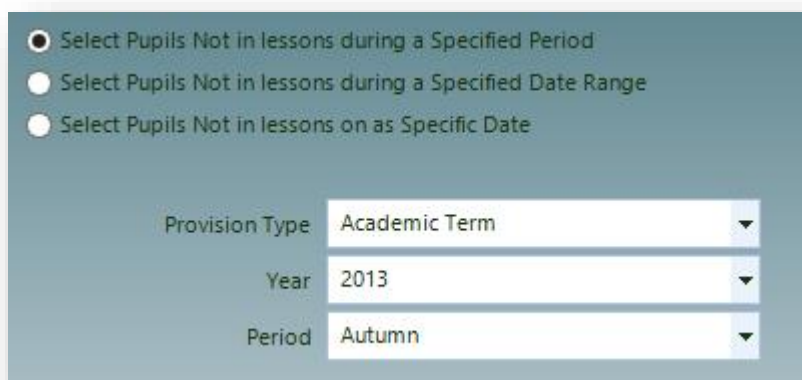 Select Pupils Not in lessons during a Specified Period
Select Pupils Not in lessons during a Specified Date Range
Select Pupils Not in lessons on as Specific Date
Provision Type Academic Term
Year 2013
Period Autumn